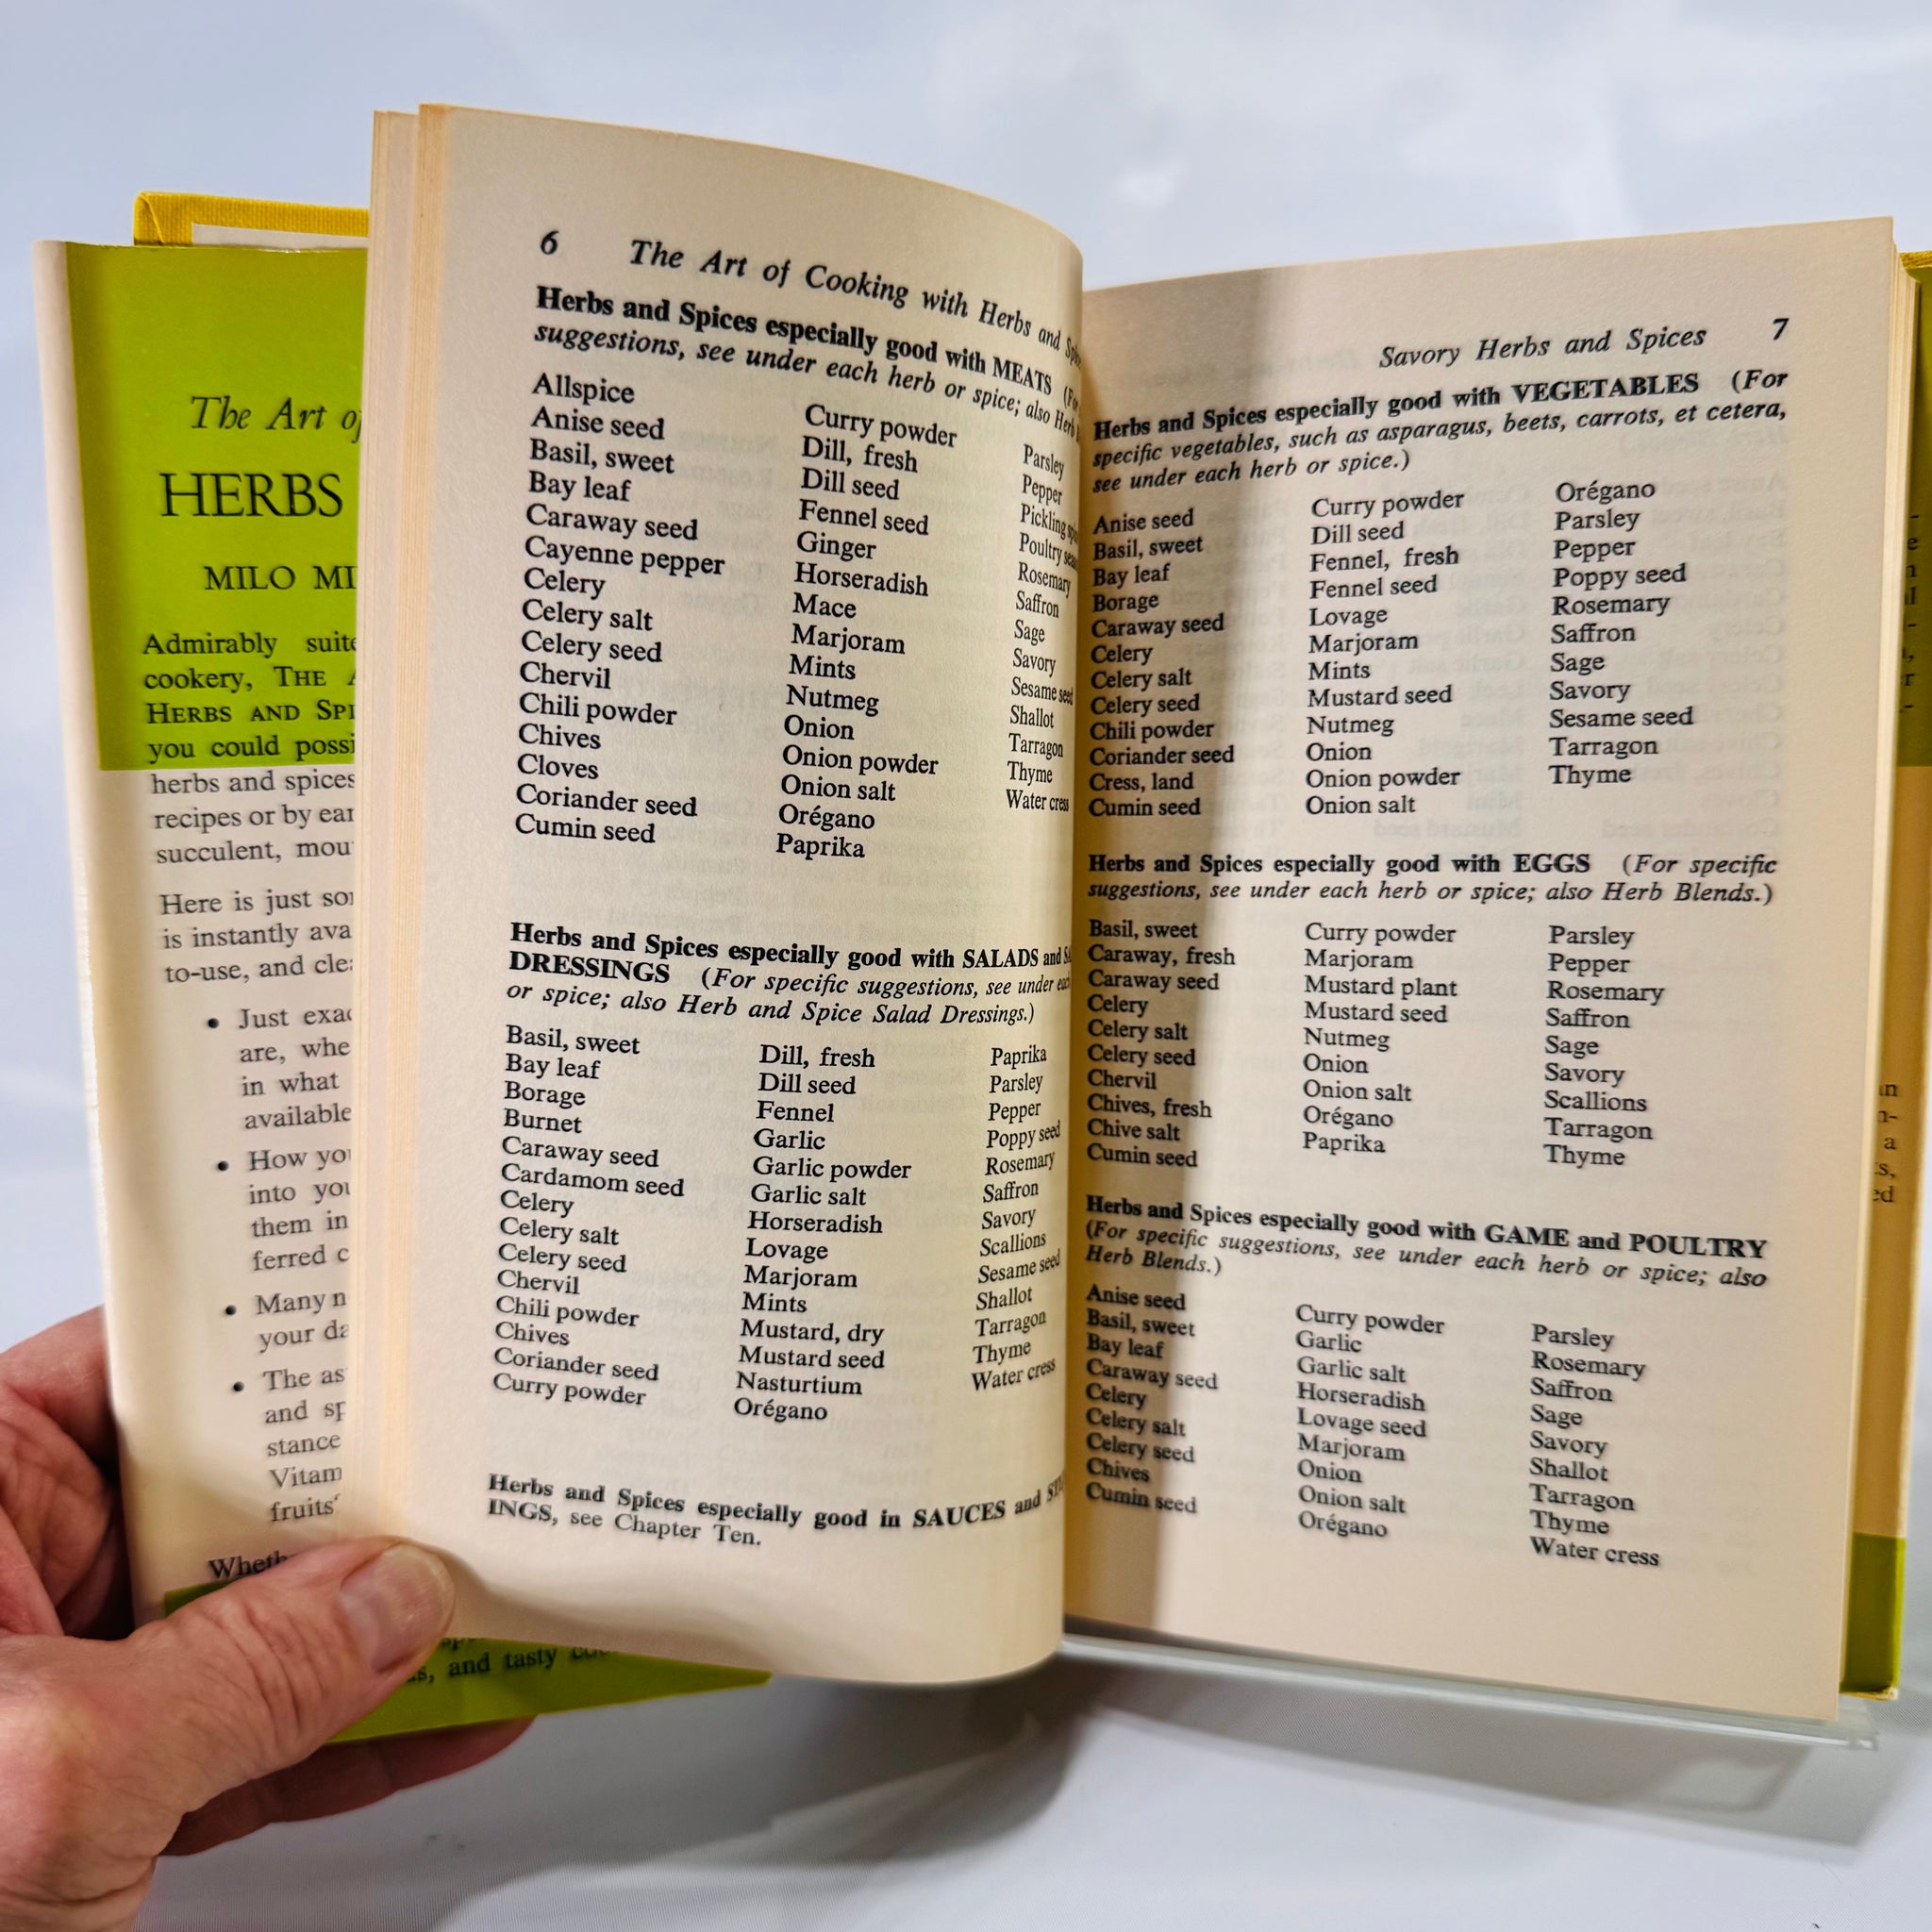 The Art of
HERBS
MILO
Admirably
cookery, THE
HERBS AND
you could
herbs and spices
recipes or by
succulent,
Here is just
is instantly
to-use, and
• Just
are,
in what
available
• How
into
them in
• Many
your
• The
and
fruits
and tasty
6 The Art of Cooking with Herbs and
Herbs and Spices especially good with MEATS (For
suggestions, see under each herb or spice; also Herb
Allspice
Anise seed
Basil, sweet
Bay leaf
Caraway seed
Cayenne pepper
Celery
Celery salt
Celery seed
Chervil
Chili powder
Chives
Cloves
Coriander seed
Cumin seed
Curry powder
Dill, fresh
Dill seed
Fennel seed
Ginger
Horseradish
Mace
Marjoram
Mints
Nutmeg
Onion
Onion powder
Onion salt
Orégano
Paprika
Parsley
Pepper
Pickling
Poultry
Rosemary
Saffron
Sage
Savory
Sesame seed
Shallot
Tarragon
Thyme
Water cress
Herbs and Spices especially good with SALADS and
DRESSINGS (For specific suggestions, see under
or spice; also Herb and Spice Salad Dressings.)
Basil, sweet
Bay leaf
Borage
Burnet
Caraway seed
Cardamom seed
Celery
Celery salt
Celery seed
Chervil
Chili powder
Chives
Coriander seed
Curry powder
Dill, fresh
Dill seed
Fennel
Garlic
Garlic powder
Garlic salt
Horseradish
Lovage
Marjoram
Mints
Mustard, dry
Mustard seed
Nasturtium
Orégano
Paprika
Parsley
Pepper
Poppy seed
Rosemary
Saffron
Savory
Scallions
Sesame seed
Shallot
Tarragon
Thyme
Water cress
Herbs and Spices especially good in SAUCES and
INGS, see Chapter Ten.
Savory Herbs and Spices 7
Herbs and Spices especially good with VEGETABLES (For
specific vegetables, such as asparagus, beets, carrots, et cetera,
see under each herb or spice.)
Anise seed
Basil, sweet
Bay leaf
Borage
Caraway seed
Celery
Celery salt
Celery seed
Chili powder
Coriander seed
Cress, land
Cumin seed
Curry powder
Dill seed
Fennel, fresh
Fennel seed
Lovage
Marjoram
Mints
Mustard seed
Nutmeg
Onion
Onion powder
Onion salt
Orégano
Parsley
Pepper
Poppy seed
Rosemary
Saffron
Sage
Savory
Sesame seed
Tarragon
Thyme
Herbs and Spices especially good with EGGS (For specific
suggestions, see under each herb or spice; also Herb Blends.)
Basil, sweet
Caraway, fresh
Caraway seed
Celery
Celery salt
Celery seed
Chervil
Chives, fresh
Chive salt
Cumin seed
Curry powder
Marjoram
Mustard plant
Mustard seed
Nutmeg
Onion
Onion salt
Orégano
Paprika
Parsley
Pepper
Rosemary
Saffron
Sage
Savory
Scallions
Tarragon
Thyme
Herbs and Spices especially good with GAME and POULTRY
(For specific suggestions, see under each herb or spice; also
Herb Blends.)
Anise seed
Basil, sweet
Bay leaf
Caraway seed
Celery
Celery salt
Celery seed
Chives
Cumin seed
Curry powder
Garlic
Garlic salt
Horseradish
Lovage seed
Marjoram
Onion
Onion salt
Orégano
Parsley
Rosemary
Saffron
Sage
Savory
Shallot
Tarragon
Thyme
Water cress